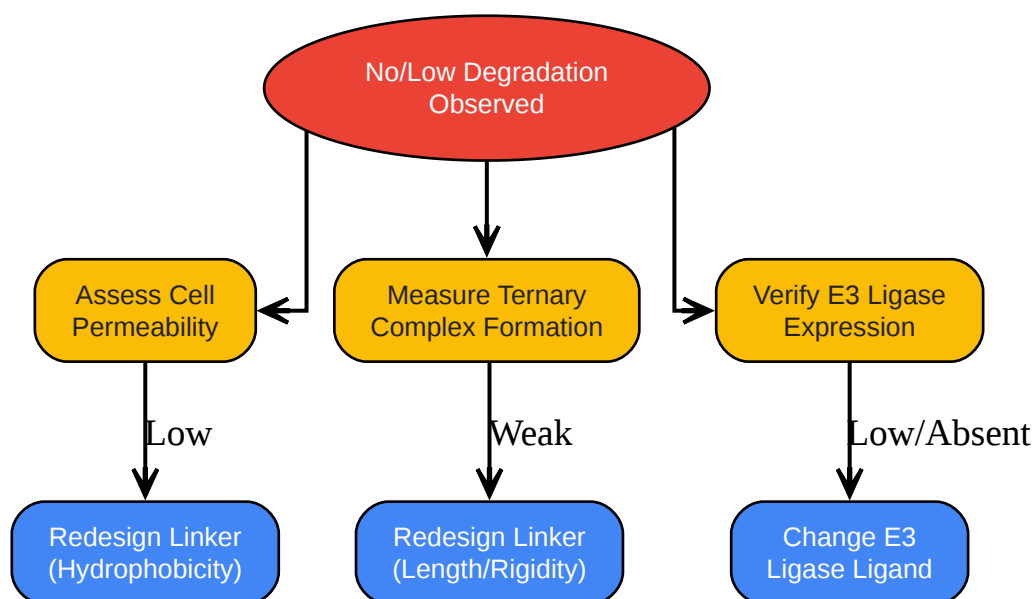 No/Low Degradation
Observed
Assess Cell
Permeability
Measure Ternary
Complex Formation
Verify E3 Ligase
Expression
Low
Weak
Low/Absent
Redesign Linker
(Hydrophobicity)
Redesign Linker
(Length/Rigidity)
Change E3
Ligase Ligand